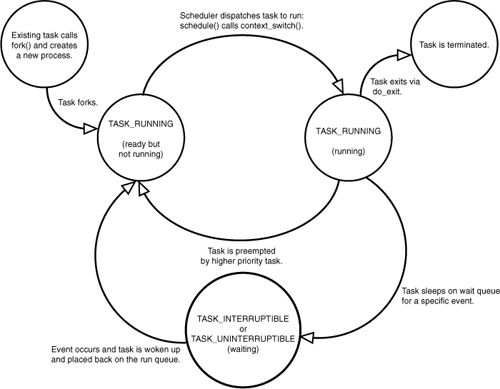 Existing task calls
fork() and creates
a new process.
Scheduler dispatches task to run:
schedule() calls context_switch().
Task is terminated.
Task forks.
Task exits via
do_exit.
TASK_RUNNING
(ready but
not running)
TASK_RUNNING
(running)
Task is preempted
by higher priority task.
Task sleeps on wait queue
for a specific event.
TASK_INTERRUPTIBLE
or
TASK_UNINTERRUPTIBLE
(waiting)
Event occurs and task is woken up
and placed back on the run queue.